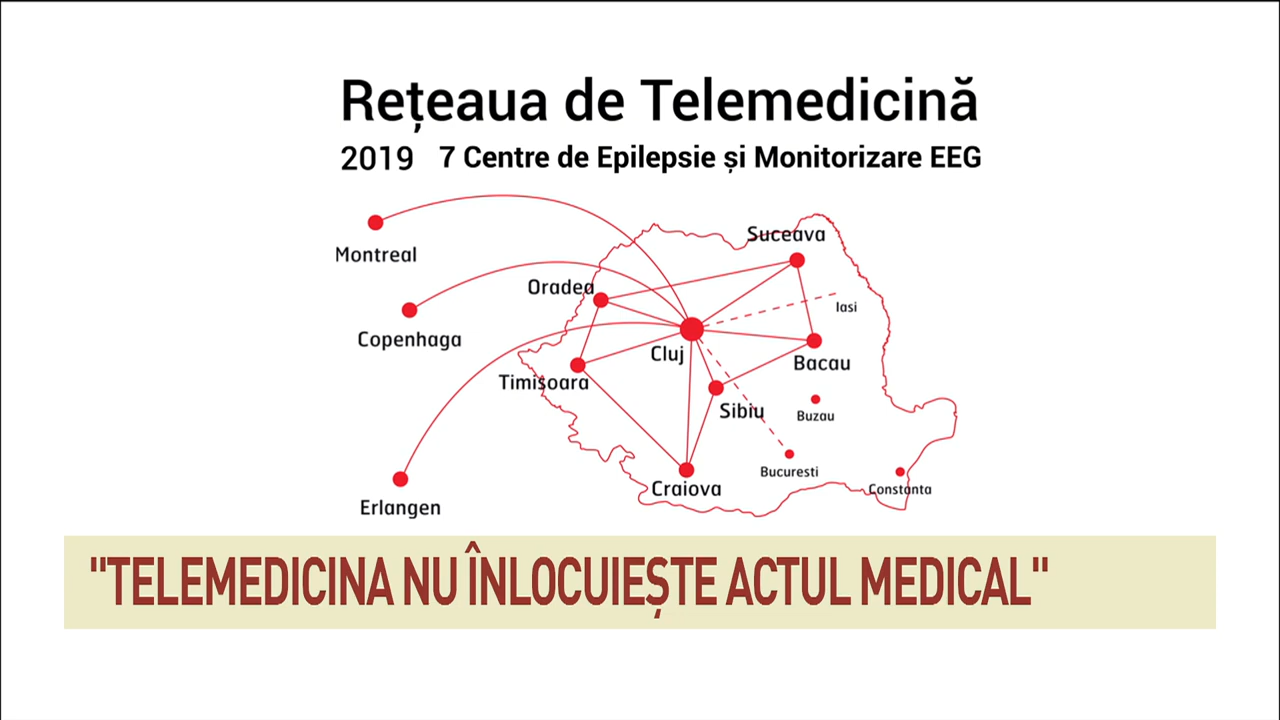 Rețeaua de Telemedicină
2019 7 Centre de Epilepsie și Monitorizare EEG
Suceava
Montreal
Oradea
Iasi
Copenhaga
Cluj
Bacau
Timișoara
Sibiu
Buzau
Bucuresti
Craiova
Constanta
Erlangen
"TELEMEDICINA NU ÎNLOCUIEȘTE ACTUL MEDICAL"